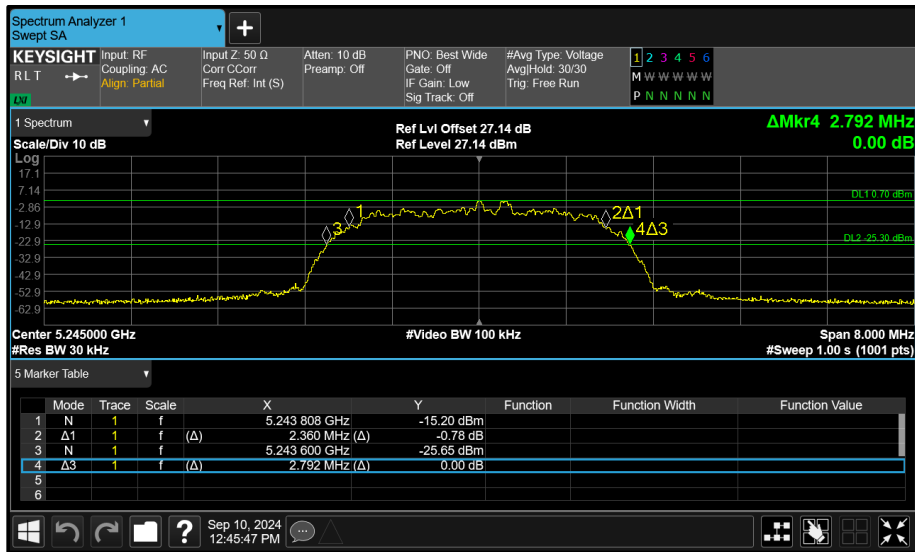 Spectrum Analyzer 1
Swept SA
▼
+
KEYSIGHT Input: RF Input Z: 50 Ω Atten: 10 dB PNO: Best Wide #Avg Type: Voltage 1 2 3 4 5 6
RLT Coupling: AC Corr CCorr Preamp: Off Gate: Off Avg|Hold: 30/30 M W W W W W
Align: Partial Freq Ref: Int (S) IF Gain: Low Trig: Free Run
LXI Sig Track: Off P N N N N N
1 Spectrum ▼ Ref Lvl Offset 27.14 dB ΔMkr4 2.792 MHz
Scale/Div 10 dB Ref Level 27.14 dBm 0.00 dB
Log
17.1
7.14
DL1 0.70 dBm
-2.86
1 2Δ1
-12.9
3 4Δ3
-22.9
DL2 -25.30 dBm
-32.9
-42.9
-52.9
-62.9
Center 5.245000 GHz #Video BW 100 kHz Span 8.000 MHz
#Res BW 30 kHz #Sweep 1.00 s (1001 pts)
5 Marker Table ▼
Mode Trace Scale X Y Function Function Width Function Value
1 N 1 f 5.243 808 GHz -15.20 dBm
2 Δ1 1 f (Δ) 2.360 MHz (Δ) -0.78 dB
3 N 1 f 5.243 600 GHz -25.65 dBm
4 Δ3 1 f (Δ) 2.792 MHz (Δ) 0.00 dB
5
6
? Sep 10, 2024
12:45:47 PM